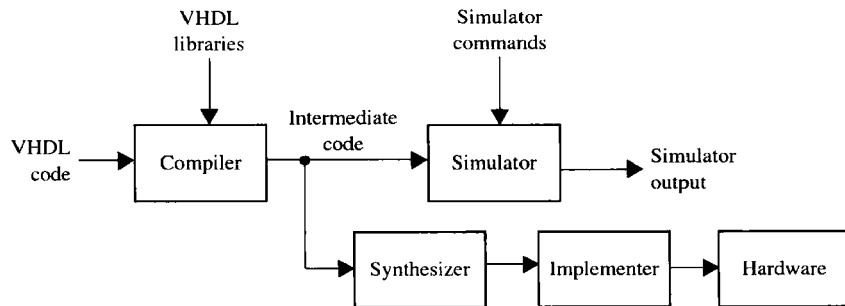 VHDL
libraries
Simulator
commands
VHDL
code
Compiler
Intermediate
code
Simulator
Simulator
output
Synthesizer
Implementer
Hardware